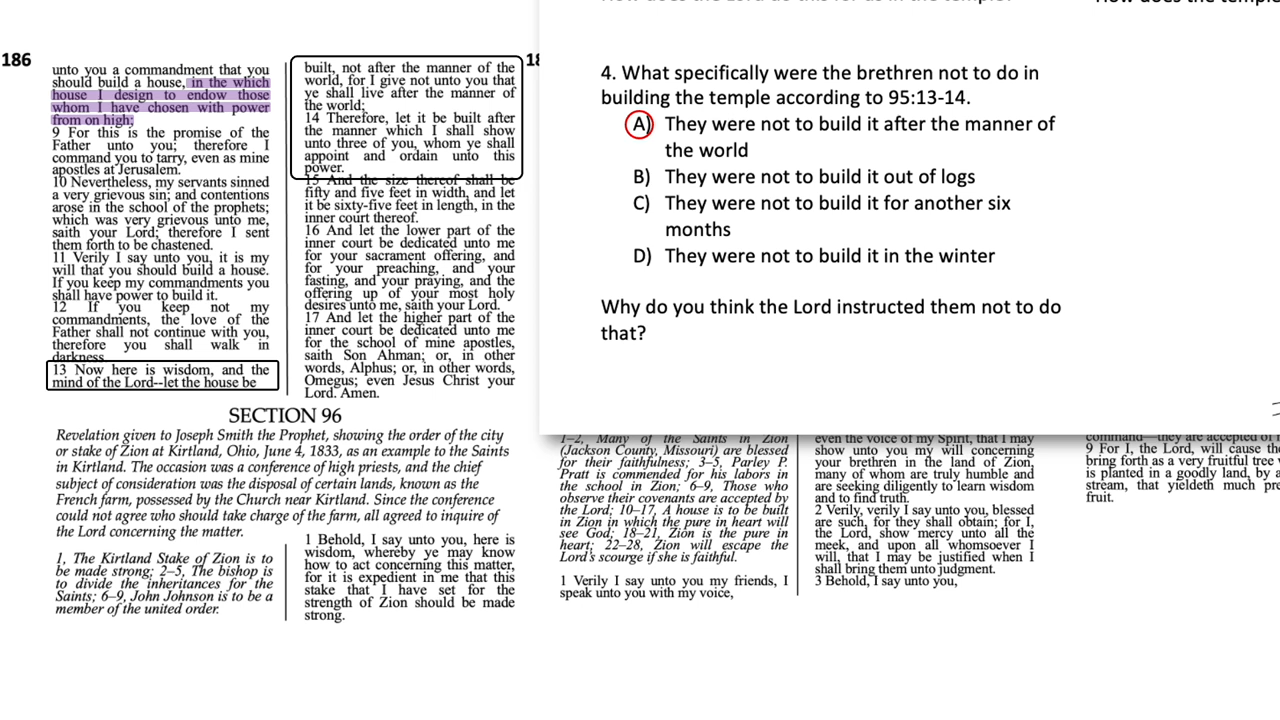 186
unto you a commandment that you
should build a house, in the which
house I design to endow those
whom I have chosen with power
from on high;
9 For this is the promise of the
Father unto you; therefore I
command you to tarry, even as mine
apostles at Jerusalem.
10 Nevertheless, my servants sinned
a very grievous sin; and contentions
arose in the school of the prophets;
which was very grievous unto me,
saith your Lord; therefore I sent
them forth to be chastened.
11 Verily I say unto you, it is my
will that you should build a house.
If you keep my commandments you
shall have power to build it.
12 If you keep not my
commandments, the love of the
Father shall not continue with you,
therefore you shall walk in
darkness.
13 Now here is wisdom, and the
mind of the Lord--let the house be
built, not after the manner of the
world, for I give not unto you that
ye shall live after the manner of
the world;
14 Therefore, let it be built after
the manner which I shall show
unto three of you, whom ye shall
appoint and ordain unto this
power.
15 And the size thereof shall be
fifty and five feet in width, and let
it be sixty-five feet in length, in the
inner court thereof.
16 And let the lower part of the
inner court be dedicated unto me
for your sacrament offering, and
for your preaching, and your
fasting, and your praying, and the
offering up of your most holy
desires unto me, saith your Lord.
17 And let the higher part of the
inner court be dedicated unto me
for the school of mine apostles,
saith Son Ahman; or, in other
words, Alphus; or, in other words,
Omegus; even Jesus Christ your
Lord. Amen.
SECTION 96
Revelation given to Joseph Smith the Prophet, showing the order of the city
or stake of Zion at Kirtland, Ohio, June 4, 1833, as an example to the Saints
in Kirtland. The occasion was a conference of high priests, and the chief
subject of consideration was the disposal of certain lands, known as the
French farm, possessed by the Church near Kirtland. Since the conference
could not agree who should take charge of the farm, all agreed to inquire of
the Lord concerning the matter.
1, The Kirtland Stake of Zion is to
be made strong; 2–5, The bishop is
to divide the inheritances for the
Saints; 6–9, John Johnson is to be a
member of the united order.
1 Behold, I say unto you, here is
wisdom, whereby ye may know
how to act concerning this matter,
for it is expedient in me that this
stake that I have set for the
strength of Zion should be made
strong.
4. What specifically were the brethren not to do in
building the temple according to 95:13-14.
A) They were not to build it after the manner of
the world
B) They were not to build it out of logs
C) They were not to build it for another six
months
D) They were not to build it in the winter
Why do you think the Lord instructed them not to do
that?
1–2, Many of the Saints in Zion
(Jackson County, Missouri) are blessed
for their faithfulness; 3–5, Parley P.
Pratt is commended for his labors in
the school in Zion; 6–9, Those who
observe their covenants are accepted by
the Lord; 10–17, A house is to be built
in Zion in which the pure in heart will
see God; 18–21, Zion is the pure in
heart; 22–28, Zion will escape the
Lord's scourge if she is faithful.
1 Verily I say unto you my friends, I
speak unto you with my voice,
even the voice of my Spirit, that I may
show unto you my will concerning
your brethren in the land of Zion,
many of whom are truly humble and
are seeking diligently to learn wisdom
and to find truth.
2 Verily, verily I say unto you, blessed
are such, for they shall obtain; for I,
the Lord, show mercy unto all the
meek, and upon all whomsoever I
will, that I may be justified when I
shall bring them unto judgment.
3 Behold, I say unto you,
command—they are accepted of
9 For I, the Lord, will cause the
bring forth as a very fruitful tree
is planted in a goodly land, by a
stream, that yieldeth much
fruit.